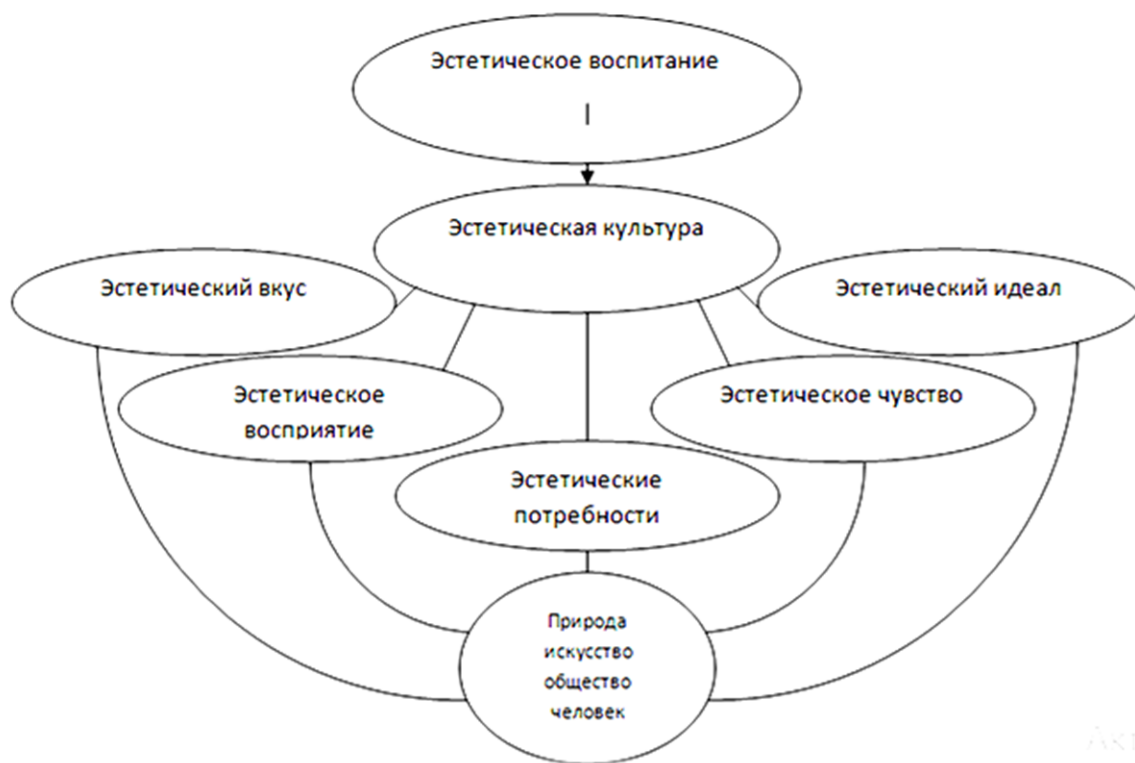 Эстетическое воспитание
Эстетическая культура
Эстетический вкус
Эстетический идеал
Эстетическое
восприятие
Эстетическое чувство
Эстетические
потребности
Природа
искусство
общество
человек